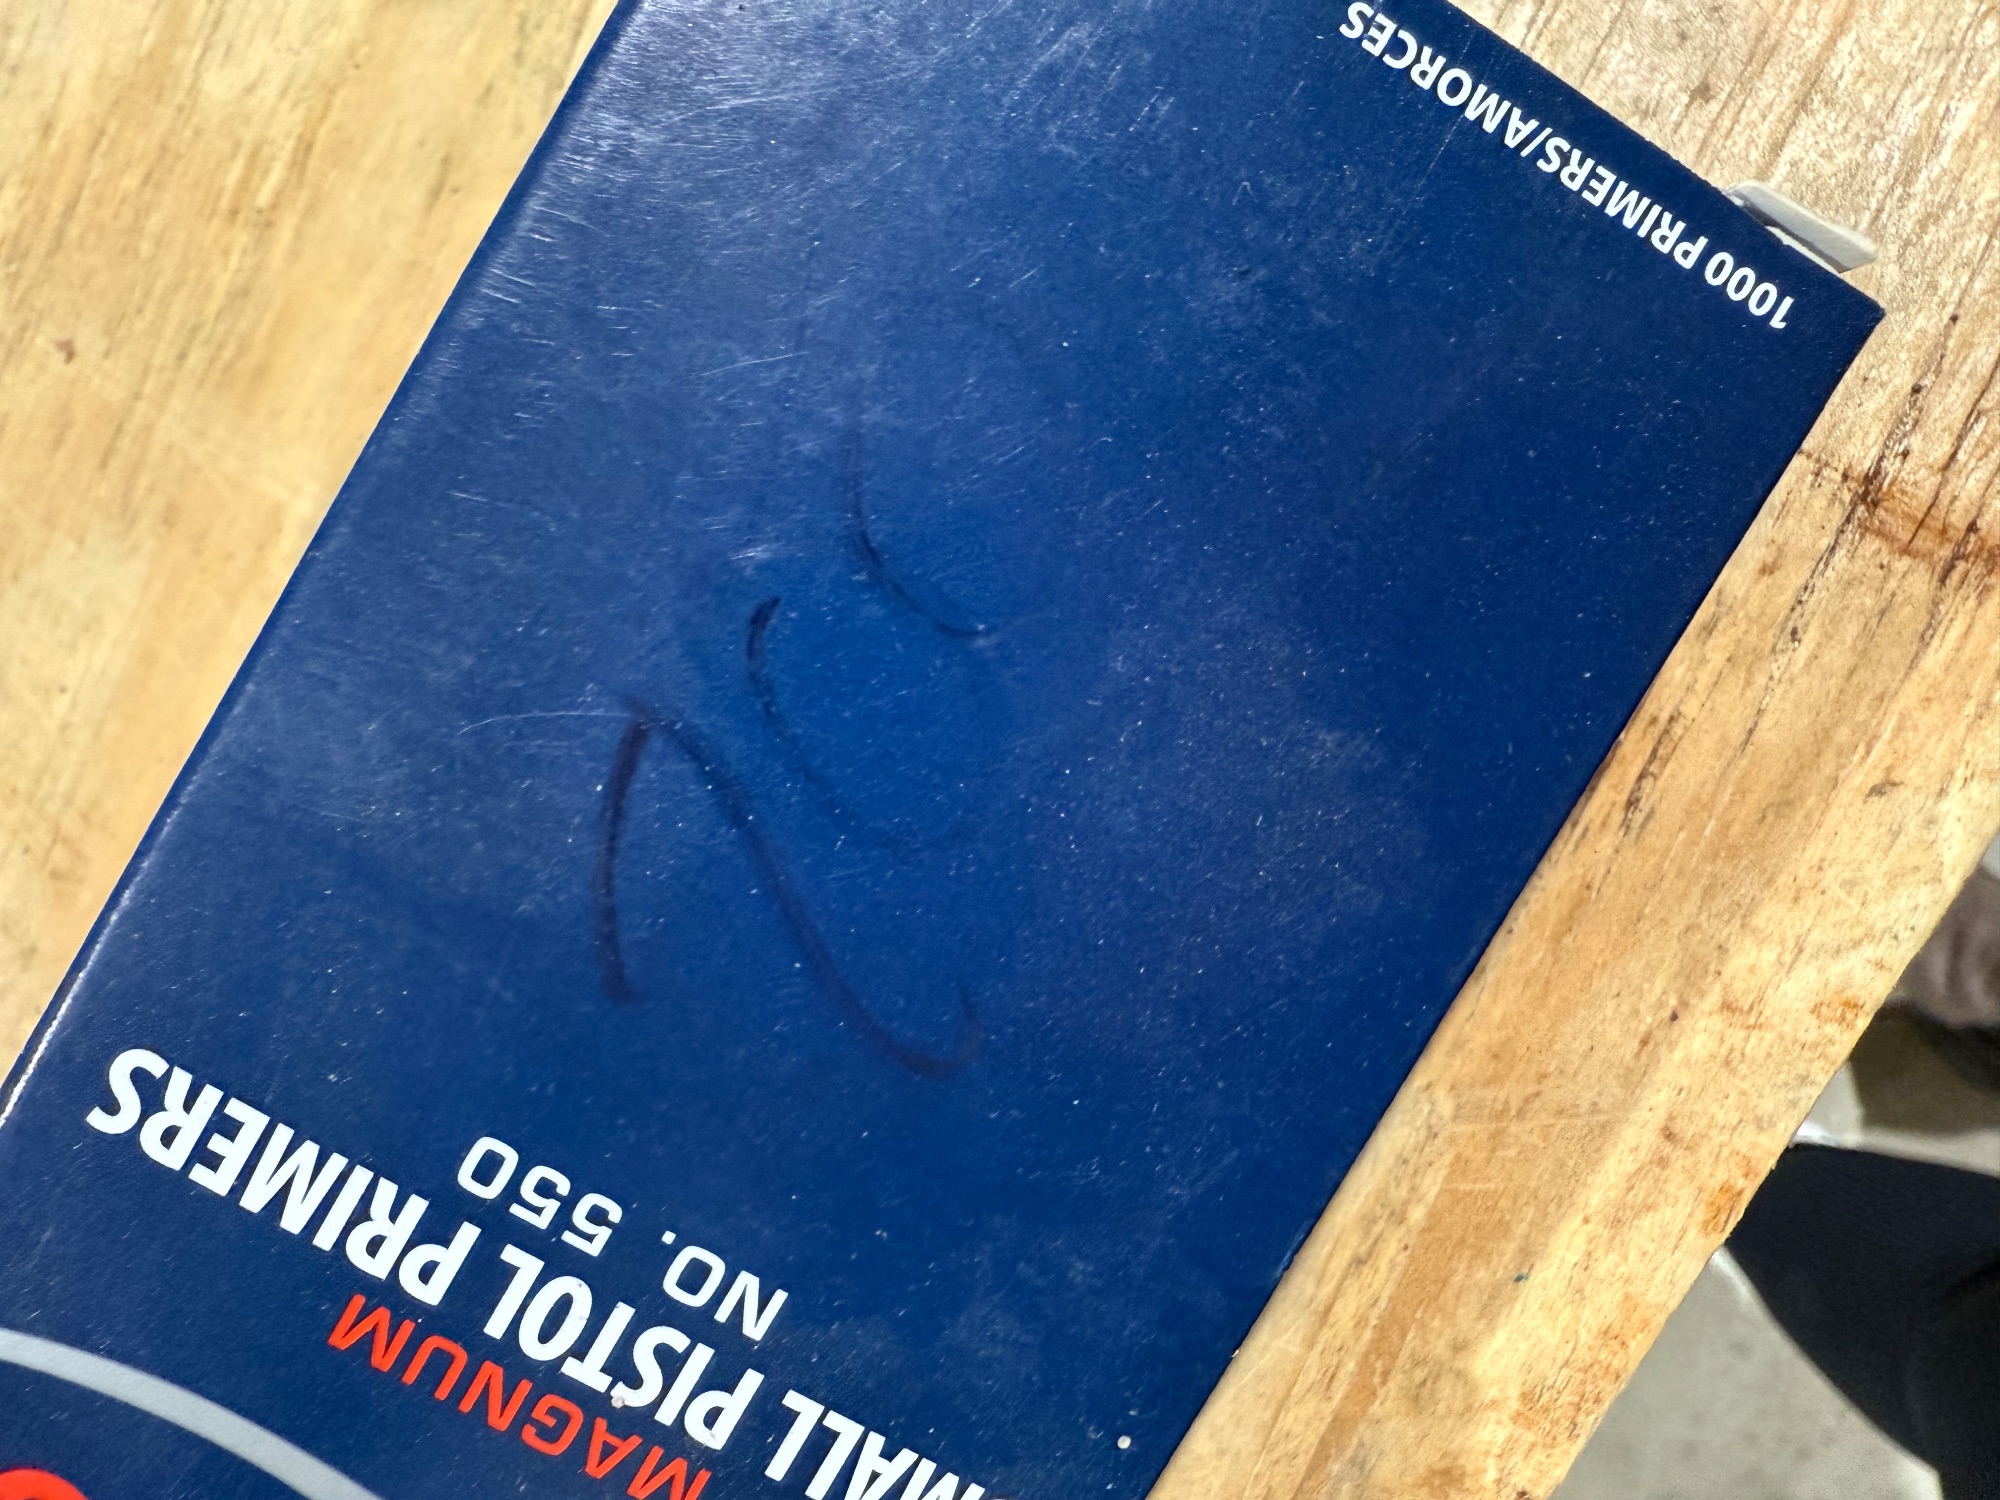 MAGNUM
SMALL PISTOL PRIMERS
NO. 550
1000 PRIMERS/AMORCES